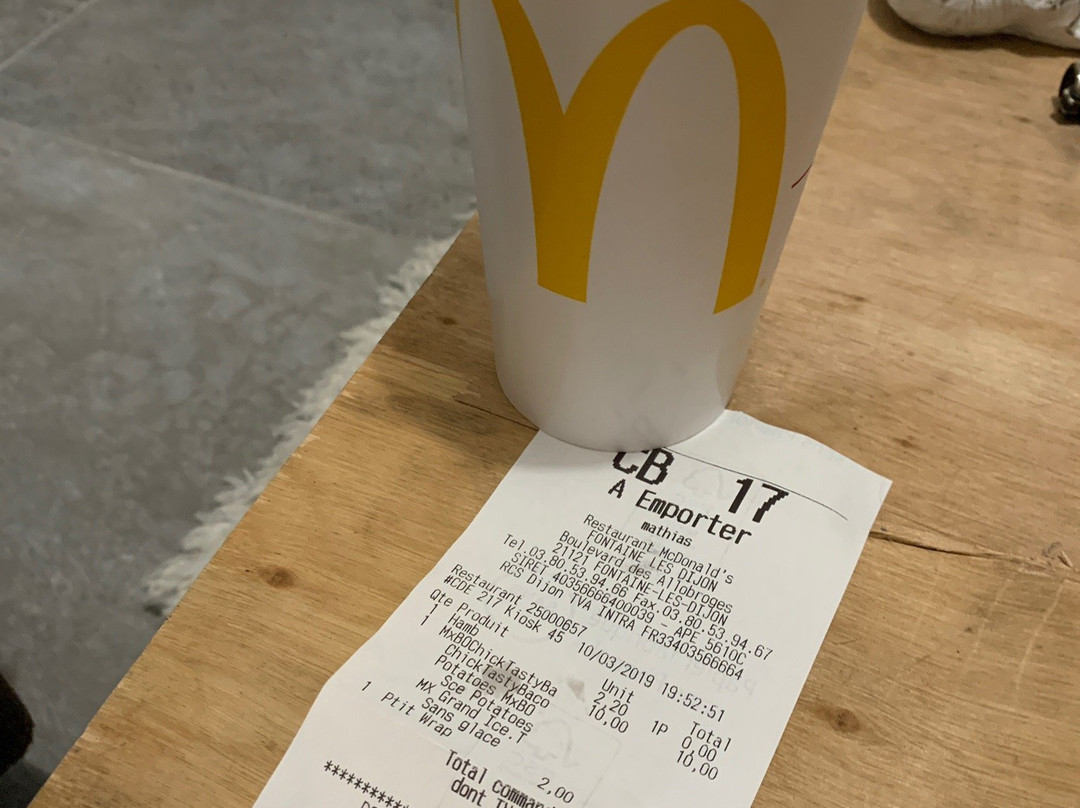 CB 17
A Emporter
mathias
Restaurant McDonald's
FONTAINE LES DIJON
Boulevard des Allobroges
21121 FONTAINE-LES-DIJON
Tel.03.80.53.94.66 Fax.03.80.53.94.67
SIRET 40356666400039 - APE 5610C
RCS Dijon TVA INTRA FR33403566664
Restaurant 25000657
#CDE 217 Kiosk 45 10/03/2019 19:52:51
Qte Produit Unit Total
1 Hamb 2,20 1P 0,00
1 MxBOChickTastyBa 10,00 10,00
ChickTastyBaco
Potatoes MxBO
Sce Potatoes
MX Grand Ice.T
Sans glace
1 Ptit Wrap 2,00
Total
dont
**********